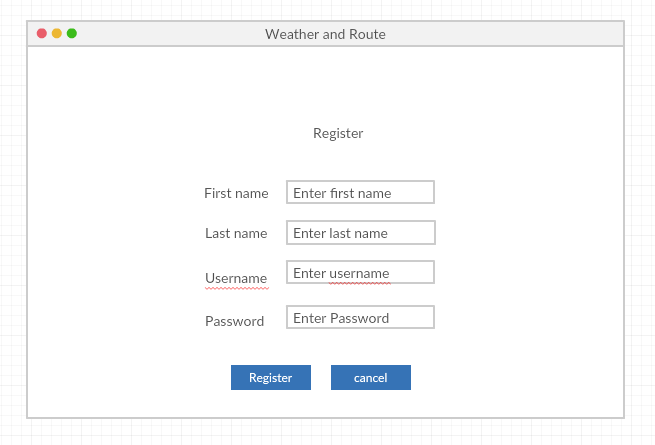 Weather and Route
Register
First name Enter first name
Last name Enter last name
Username Enter username
Password Enter Password
Register cancel